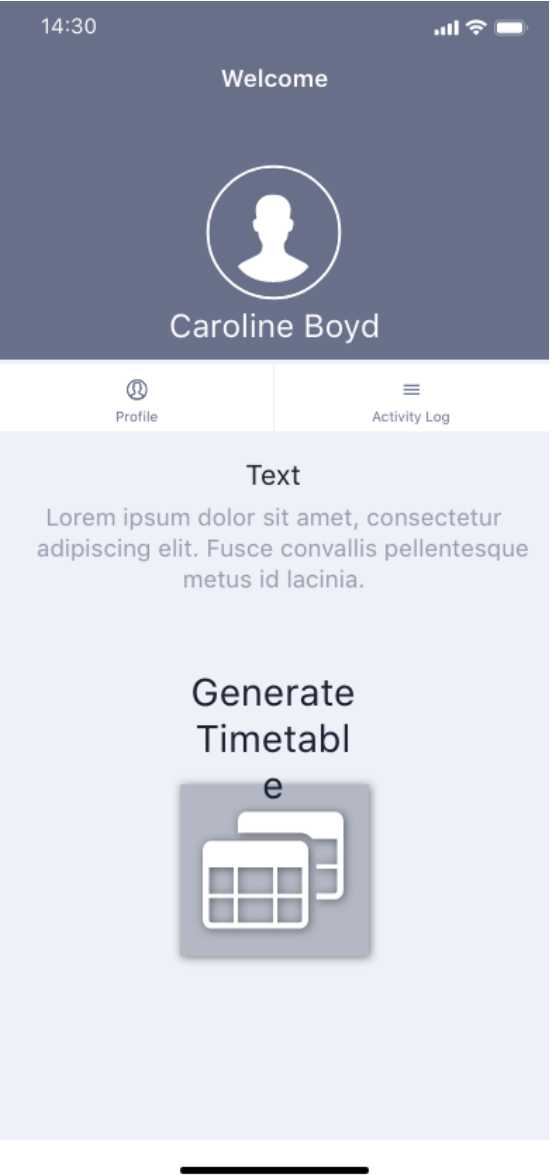 14:30
Welcome
Caroline Boyd
Profile
Activity Log
Text
Lorem ipsum dolor sit amet, consectetur
adipiscing elit. Fusce convallis pellentesque
metus id lacinia.
Generate
Timetabl
e